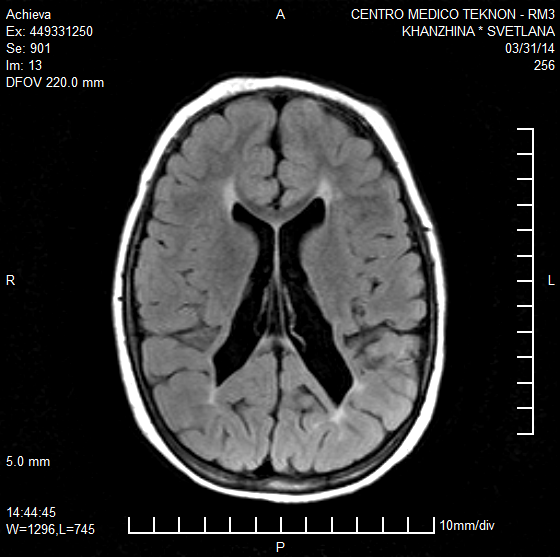 Achieva
Ex: 449331250
Se: 901
Im: 13
DFOV 220.0 mm
A
CENTRO MEDICO TEKNON - RM3
KHANZHINA * SVETLANA
03/31/14
256
R
L
5.0 mm
14:44:45
W=1296,L=745
10mm/div
P